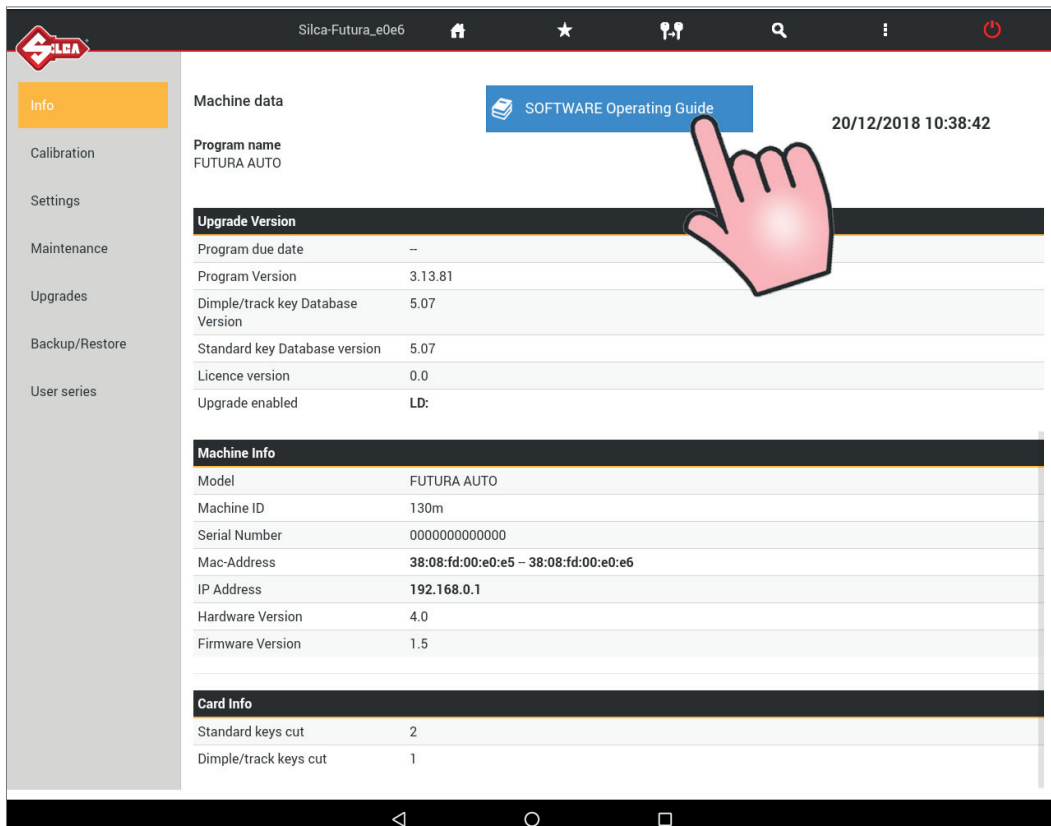 SILCA
Silca-Futura_e0e6
Info
Calibration
Settings
Maintenance
Upgrades
Backup/Restore
User series
Machine data
SOFTWARE Operating Guide
20/12/2018 10:38:42
Program name
FUTURA AUTO
Upgrade Version
Program due date --
Program Version 3.13.81
Dimple/track key Database Version 5.07
Standard key Database version 5.07
Licence version 0.0
Upgrade enabled LD:
Machine Info
Model FUTURA AUTO
Machine ID 130m
Serial Number 0000000000000
Mac-Address 38:08:fd:00:e0:e5 -- 38:08:fd:00:e0:e6
IP Address 192.168.0.1
Hardware Version 4.0
Firmware Version 1.5
Card Info
Standard keys cut 2
Dimple/track keys cut 1